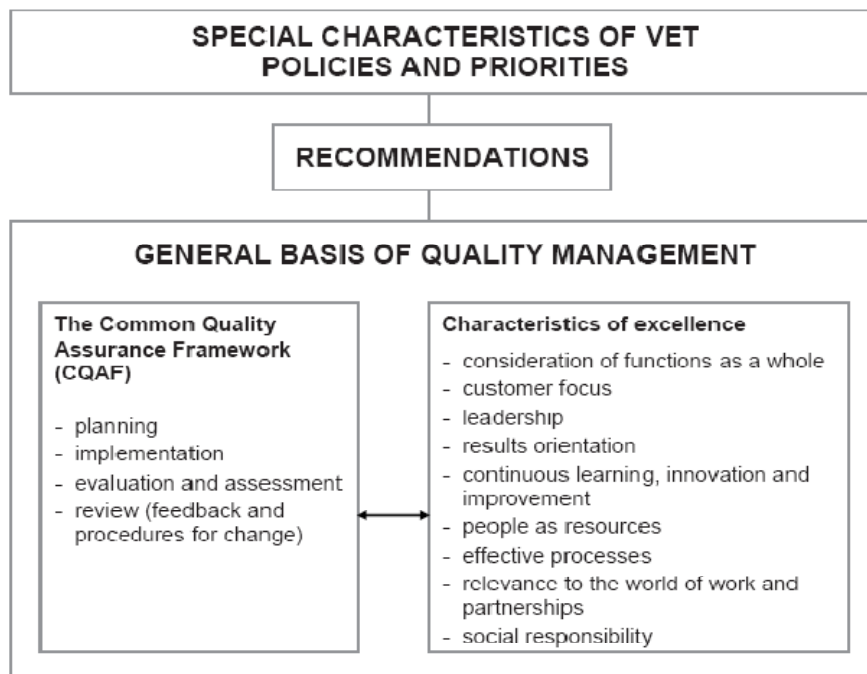 SPECIAL CHARACTERISTICS OF VET
POLICIES AND PRIORITIES
RECOMMENDATIONS
GENERAL BASIS OF QUALITY MANAGEMENT
The Common Quality
Assurance Framework
(CQAF)
- planning
- implementation
- evaluation and assessment
- review (feedback and
procedures for change)
Characteristics of excellence
- consideration of functions as a whole
- customer focus
- leadership
- results orientation
- continuous learning, innovation and
improvement
- people as resources
- effective processes
- relevance to the world of work and
partnerships
- social responsibility